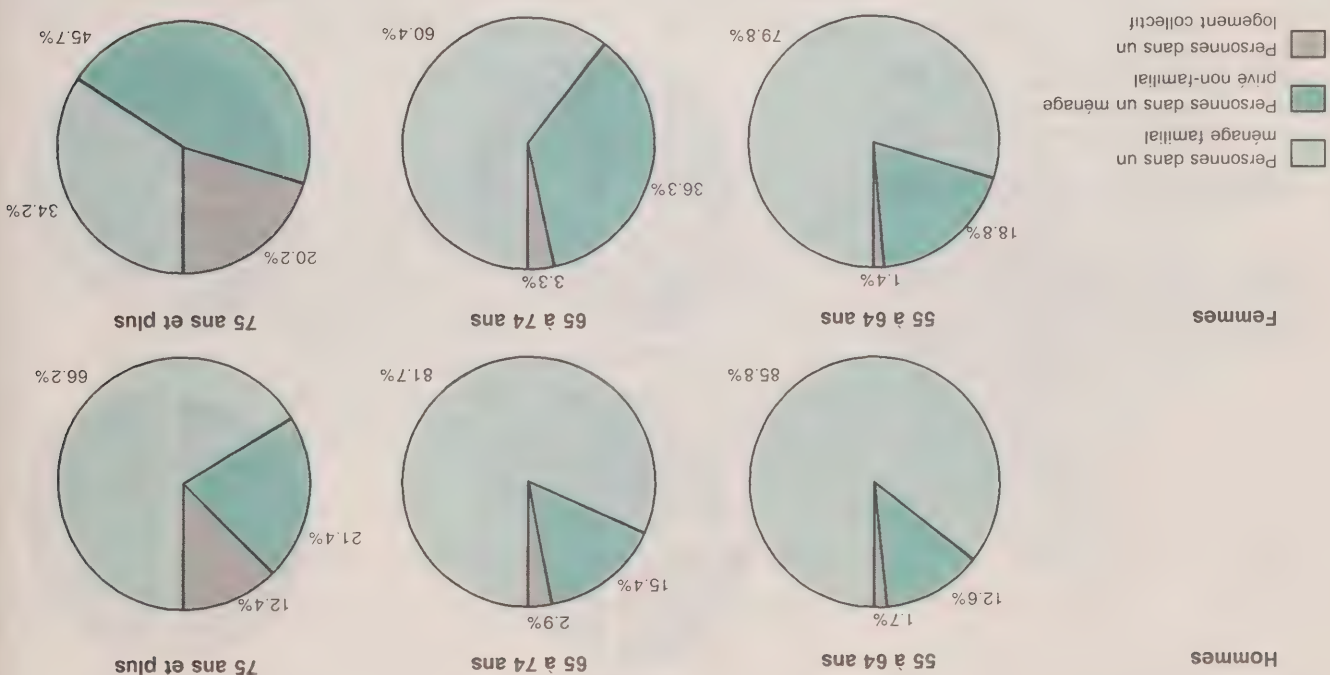 Hommes
55 à 64 ans
1.7%
12.6%
85.8%
65 à 74 ans
2.9%
15.4%
81.7%
75 ans et plus
12.4%
21.4%
66.2%
Femmes
55 à 64 ans
1.4%
18.8%
79.8%
65 à 74 ans
3.3%
36.3%
60.4%
75 ans et plus
20.2%
34.2%
45.7%
Personnes dans un
ménage familial
Personnes dans un ménage
privé non-familial
Personnes dans un
logement collectif